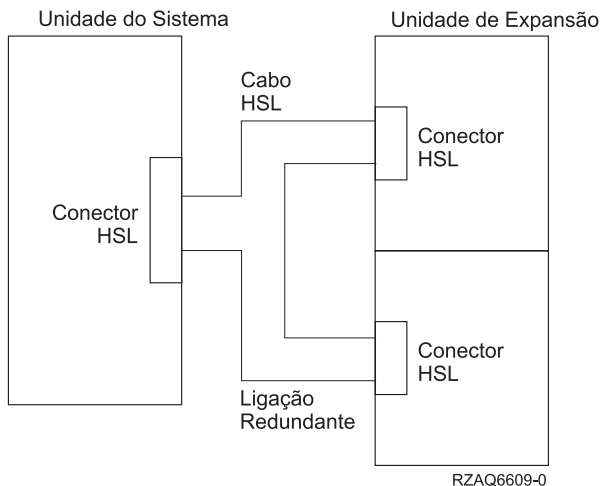 Unidade do Sistema
Unidade de Expansão
Cabo
HSL
Conector
HSL
Conector
HSL
Conector
HSL
Ligação
Redundante
RZAQ6609-0